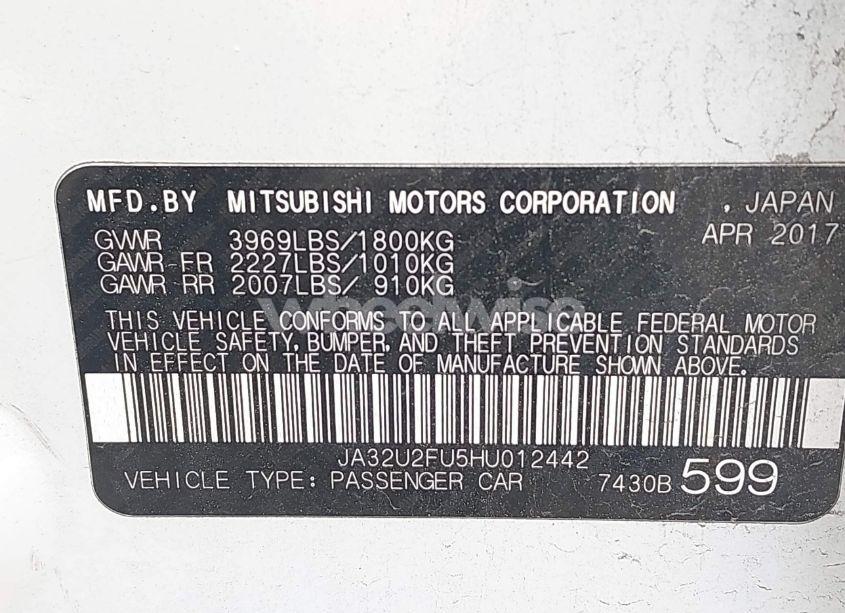 MFD.BY MITSUBISHI MOTORS CORPORATION , JAPAN
APR 2017
GVWR 3969LBS/1800KG
GAWR FR 2227LBS/1010KG
GAWR RR 2007LBS/ 910KG
wheelwise
THIS VEHICLE CONFORMS TO ALL APPLICABLE FEDERAL MOTOR
VEHICLE SAFETY, BUMPER, AND THEFT PREVENTION STANDARDS
IN EFFECT ON THE DATE OF MANUFACTURE SHOWN ABOVE.
JA32U2FU5HU012442
VEHICLE TYPE: PASSENGER CAR 7430B 599